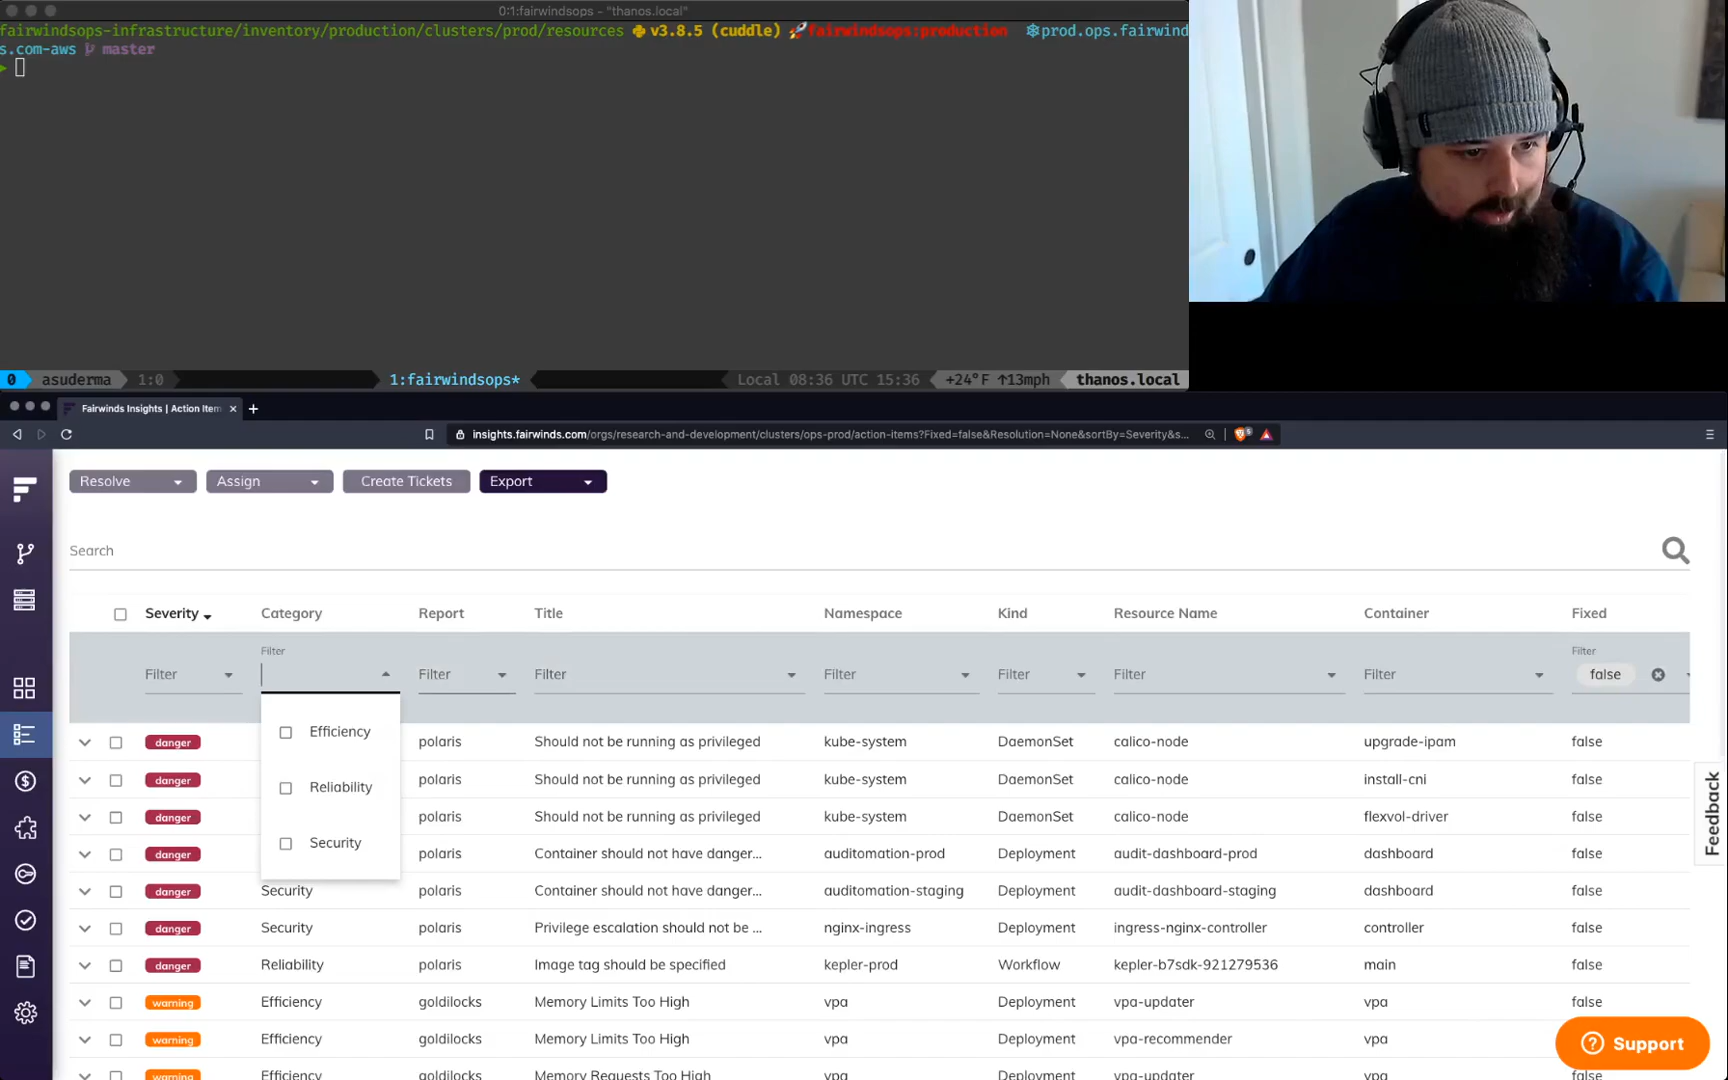 0:1:fairwindsops - "thanos.local"
fairwindsops-infrastructure/inventory/production/clusters/prod/resources v3.8.5 (cuddle) fairwindsops:production prod.ops.fairwind
s.com-aws master
0 asuderma 1:0 1:fairwindsops* Local 08:36 UTC 15:36 +24°F ↑13mph thanos.local
Fairwinds Insights | Action Item
insights.fairwinds.com/orgs/research-and-development/clusters/ops-prod/action-items?Fixed=false&Resolution=None&sortBy=Severity&s...
Resolve Assign Create Tickets Export
Search
Severity Category Report Title Namespace Kind Resource Name Container Fixed
Filter Filter
Filter Filter Filter Filter Filter Filter Filter false
Efficiency
Reliability
Security
danger polaris Should not be running as privileged kube-system DaemonSet calico-node upgrade-ipam false
danger polaris Should not be running as privileged kube-system DaemonSet calico-node install-cni false
danger polaris Should not be running as privileged kube-system DaemonSet calico-node flexvol-driver false
danger polaris Container should not have danger... auditomation-prod Deployment audit-dashboard-prod dashboard false
danger Security polaris Container should not have danger... auditomation-staging Deployment audit-dashboard-staging dashboard false
danger Security polaris Privilege escalation should not be ... nginx-ingress Deployment ingress-nginx-controller controller false
danger Reliability polaris Image tag should be specified kepler-prod Workflow kepler-b7sdk-921279536 main false
warning Efficiency goldilocks Memory Limits Too High vpa Deployment vpa-updater vpa false
warning Efficiency goldilocks Memory Limits Too High vpa Deployment vpa-recommender vpa
warning Efficiency goldilocks Memory Requests Too High vpa Deployment vpa-updater vpa
Feedback
Support